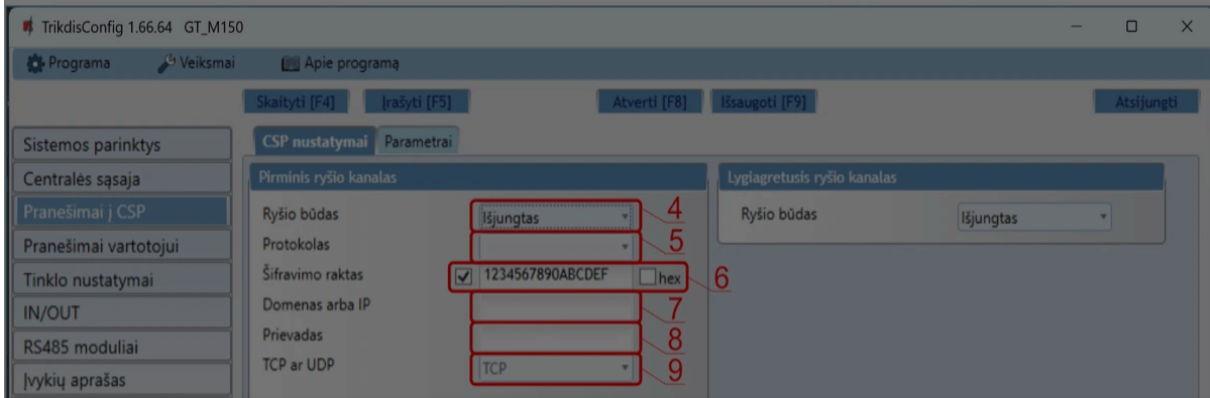 TrikdisConfig 1.66.64 GT_M150
Programa Veiksmai Apie programą
Skaityti [F4] Įrašyti [F5] Atverti [F8] Išsaugoti [F9] Atsijungti
Sistemos parinktys
Centralės sąsaja
Pranešimai į CSP
Pranešimai vartotojui
Tinklo nustatymai
IN/OUT
RS485 moduliai
Įvykių aprašas
CSP nustatymai Parametrai
Pirminis ryšio kanalas
Ryšio būdas Išjungtas 4
Protokolas 5
Šifravimo raktas 1234567890ABCDEF hex 6
Domenas arba IP 7
Prievadas 8
TCP ar UDP TCP 9
Lygiagretusis ryšio kanalas
Ryšio būdas Išjungtas